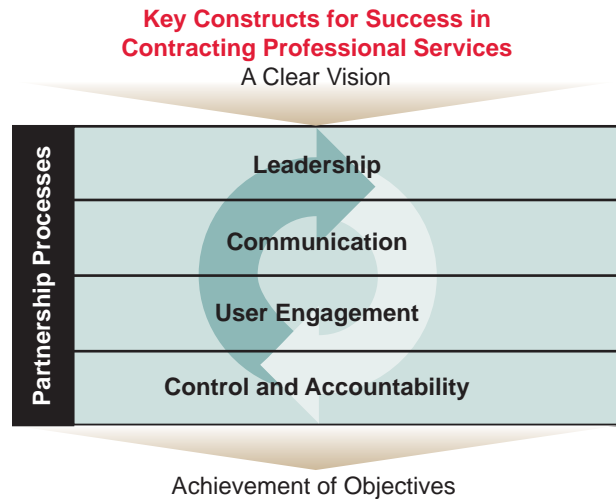 Key Constructs for Success in
Contracting Professional Services
A Clear Vision
Partnership Processes
Leadership
Communication
User Engagement
Control and Accountability
Achievement of Objectives